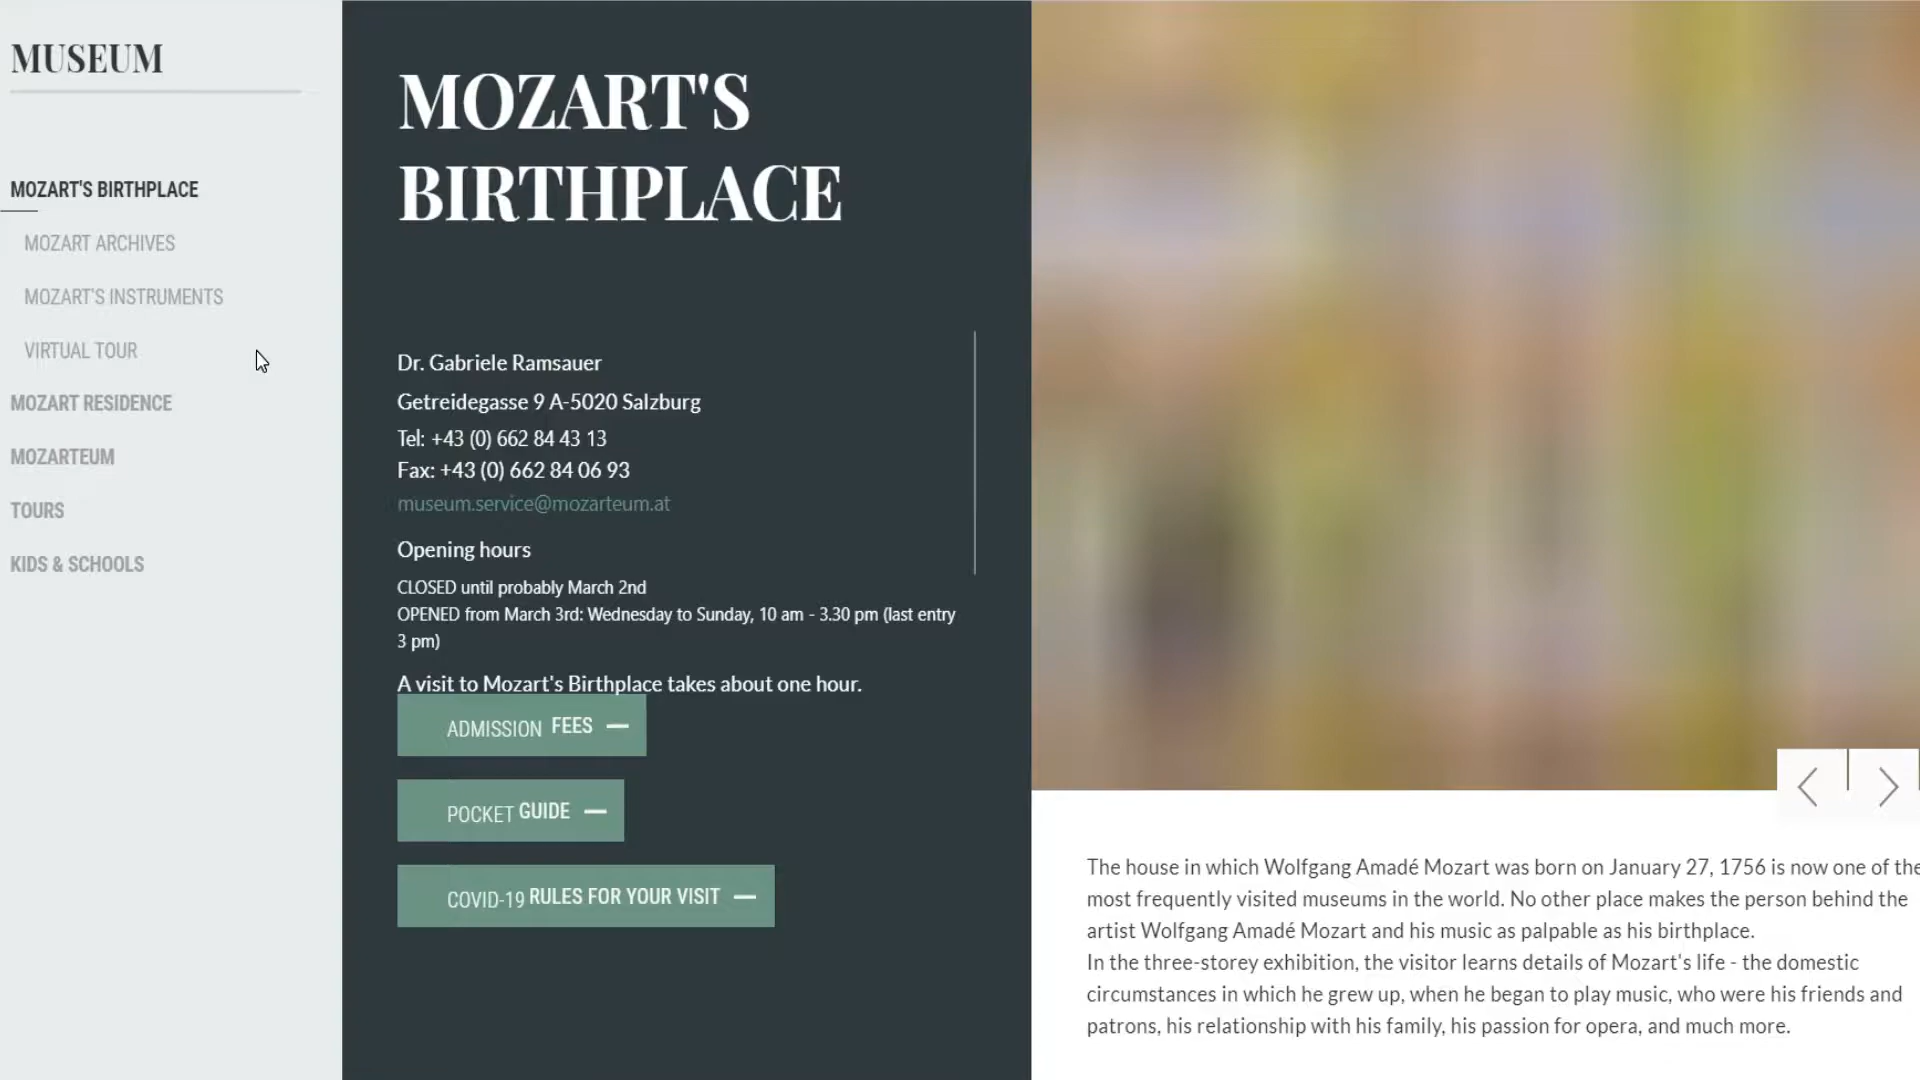 MUSEUM
MOZART'S BIRTHPLACE
MOZART ARCHIVES
MOZART'S INSTRUMENTS
VIRTUAL TOUR
MOZART RESIDENCE
MOZARTEUM
TOURS
KIDS & SCHOOLS
MOZART'S
BIRTHPLACE
Dr. Gabriele Ramsauer
Getreidegasse 9 A-5020 Salzburg
Tel: +43 (0) 662 84 43 13
Fax: +43 (0) 662 84 06 93
museum.service@mozarteum.at
Opening hours
CLOSED until probably March 2nd
OPENED from March 3rd: Wednesday to Sunday, 10 am - 3.30 pm (last entry
3 pm)
A visit to Mozart's Birthplace takes about one hour.
ADMISSION FEES
POCKET GUIDE
COVID-19 RULES FOR YOUR VISIT
The house in which Wolfgang Amadé Mozart was born on January 27, 1756 is now one of the
most frequently visited museums in the world. No other place makes the person behind the
artist Wolfgang Amadé Mozart and his music as palpable as his birthplace.
In the three-storey exhibition, the visitor learns details of Mozart's life - the domestic
circumstances in which he grew up, when he began to play music, who were his friends and
patrons, his relationship with his family, his passion for opera, and much more.